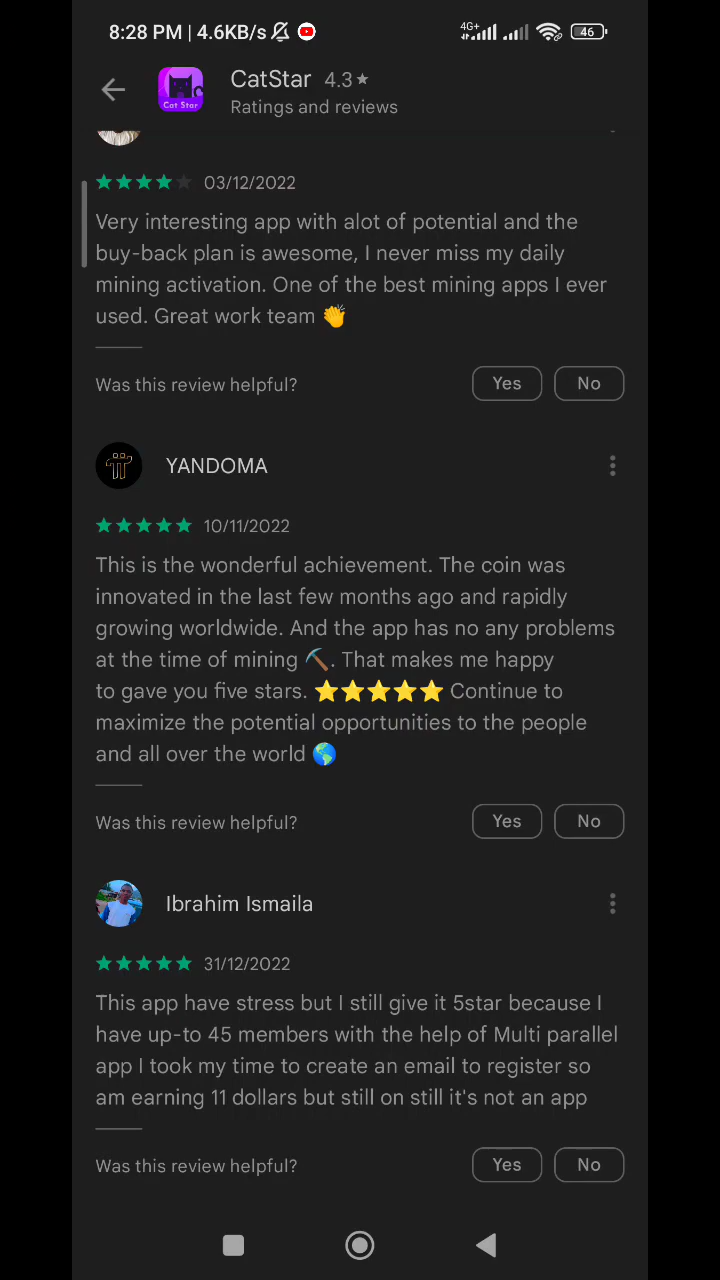 8:28 PM | 4.6KB/s
4G+
46
CatStar 4.3★
Cat Star
Ratings and reviews
03/12/2022
Very interesting app with alot of potential and the
buy-back plan is awesome, I never miss my daily
mining activation. One of the best mining apps I ever
used. Great work team 👏
Was this review helpful?
Yes
No
YANDOMA
10/11/2022
This is the wonderful achievement. The coin was
innovated in the last few months ago and rapidly
growing worldwide. And the app has no any problems
at the time of mining ⛏️. That makes me happy
to gave you five stars. ⭐⭐⭐⭐⭐ Continue to
maximize the potential opportunities to the people
and all over the world 🌎
Was this review helpful?
Yes
No
Ibrahim Ismaila
31/12/2022
This app have stress but I still give it 5star because I
have up-to 45 members with the help of Multi parallel
app I took my time to create an email to register so
am earning 11 dollars but still on still it's not an app
Was this review helpful?
Yes
No